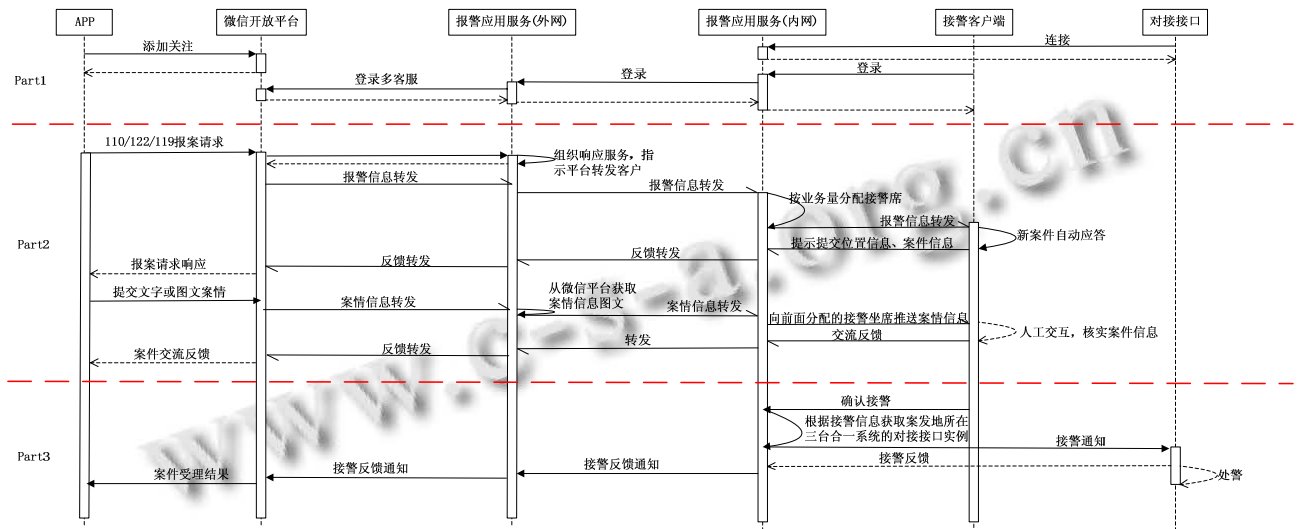 APP
微信开放平台
报警应用服务(外网)
报警应用服务(内网)
接警客户端
对接接口
添加关注
连接
Part1
登录多客服
登录
登录
110/122/119报案请求
组织响应服务，指
示平台转发客户
报警信息转发
报警信息转发
按业务量分配接警席
报警信息转发
新案件自动应答
Part2
提示提交位置信息、案件信息
反馈转发
反馈转发
报案请求响应
提交文字或图文案情
案情信息转发
从微信平台获取
案情信息图文
案情信息转发
向前面分配的接警坐席推送案情信息
人工交互，核实案件信息
交流反馈
转发
反馈转发
案件交流反馈
确认接警
根据接警信息获取案发地所在
三台合一系统的对接接口实例
接警通知
Part3
接警反馈
接警反馈通知
接警反馈通知
案件受理结果
处警
www.c-s-a.org.cn